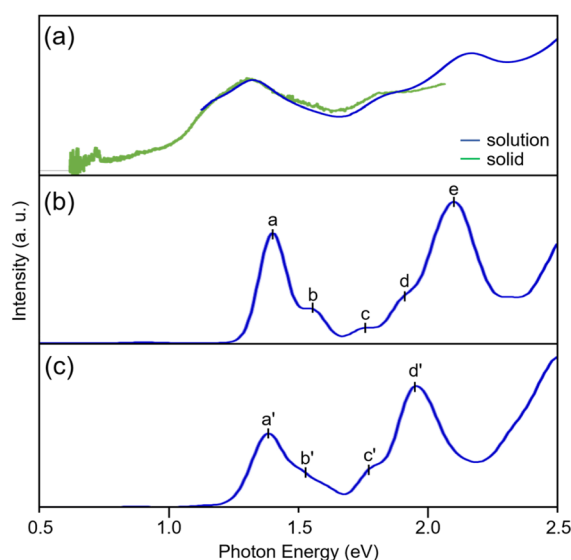 (a)
solution
solid
(b)
a
b
c
d
e
(c)
a'
b'
c'
d'
Intensity (a. u.)
0.5 1.0 1.5 2.0 2.5
Photon Energy (eV)